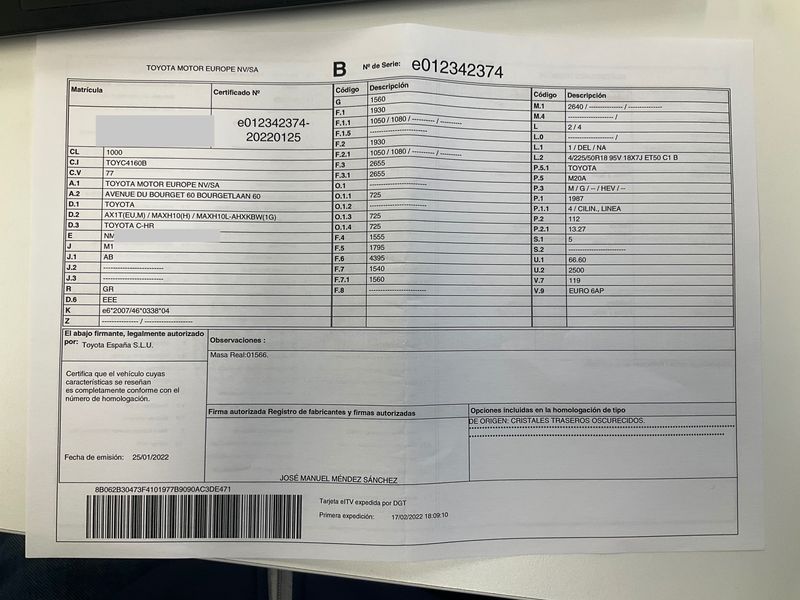 TOYOTA MOTOR EUROPE NV/SA
B
Nº de Serie: e012342374
Matrícula
Certificado Nº
e012342374-
20220125
CL 1000
C.I TOYC4160B
C.V 77
A.1 TOYOTA MOTOR EUROPE NV/SA
A.2 AVENUE DU BOURGET 60 BOURGETLAAN 60
D.1 TOYOTA
D.2 AX1T(EU,M) / MAXH10(H) / MAXH10L-AHXKBW(1G)
D.3 TOYOTA C-HR
E NM
J M1
J.1 AB
J.2 ------------------------
J.3 ------------------------
R GR
D.6 EEE
K e6*2007/46*0338*04
Z --------------- / --------------------
Código Descripción
G 1560
F.1 1930
F.1.1 1050 / 1080 / ---------- / ----------
F.1.5 -----------------------
F.2 1930
F.2.1 1050 / 1080 / ---------- / ----------
F.3 2655
F.3.1 2655
O.1 -----------------------
O.1.1 725
O.1.2 -----------------------
O.1.3 725
O.1.4 725
F.4 1555
F.5 1795
F.6 4395
F.7 1540
F.7.1 1560
F.8 -----------------------
Código Descripción
M.1 2640 / -------------- / --------------
M.4 -------------------- /
L 2 / 4
L.0 -------------------- /
L.1 1 / DEL / NA
L.2 4/225/50R18 95V 18X7J ET50 C1 B
P.5.1 TOYOTA
P.5 M20A
P.3 M / G / -- / HEV / --
P.1 1987
P.1.1 4 / CILIN., LINEA
P.2 112
P.2.1 13.27
S.1 5
S.2 -----------------------
U.1 66.60
U.2 2500
V.7 119
V.9 EURO 6AP
El abajo firmante, legalmente autorizado
por: Toyota España S.L.U.
Certifica que el vehículo cuyas
características se reseñan
es completamente conforme con el
número de homologación.
Fecha de emisión: 25/01/2022
Observaciones :
Masa Real:01566.
Firma autorizada Registro de fabricantes y firmas autorizadas
JOSÉ MANUEL MÉNDEZ SÁNCHEZ
Opciones incluidas en la homologación de tipo
DE ORIGEN: CRISTALES TRASEROS OSCURECIDOS.
8B062B30473F4101977B9090AC3DE471
Tarjeta eITV expedida por DGT
Primera expedición: 17/02/2022 18:09:10